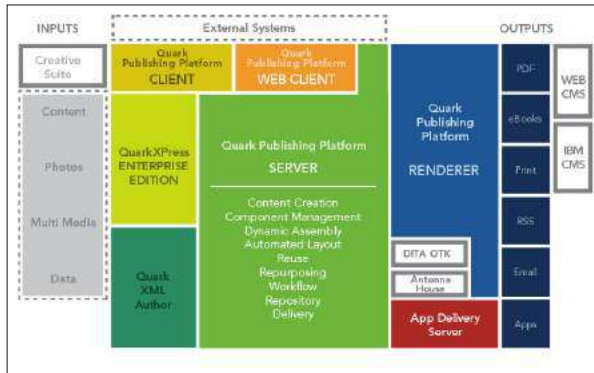 INPUTS
External Systems
OUTPUTS
Creative
Suite
Content
Photos
Multi Media
Data
Quark
Publishing Platform
CLIENT
Quark
Publishing Platform
WEB CLIENT
QuarkXPress
ENTERPRISE
EDITION
Quark
XML
Author
Quark Publishing Platform
SERVER
Content Creation
Component Management
Dynamic Assembly
Automated Layout
Reuse
Repurposing
Workflow
Repository
Delivery
Quark
Publishing
Platform
RENDERER
DITA OTK
Antenna
House
App Delivery
Server
PDF
eBooks
Print
RSS
Email
Apps
WEB
CMS
IBM
CMS